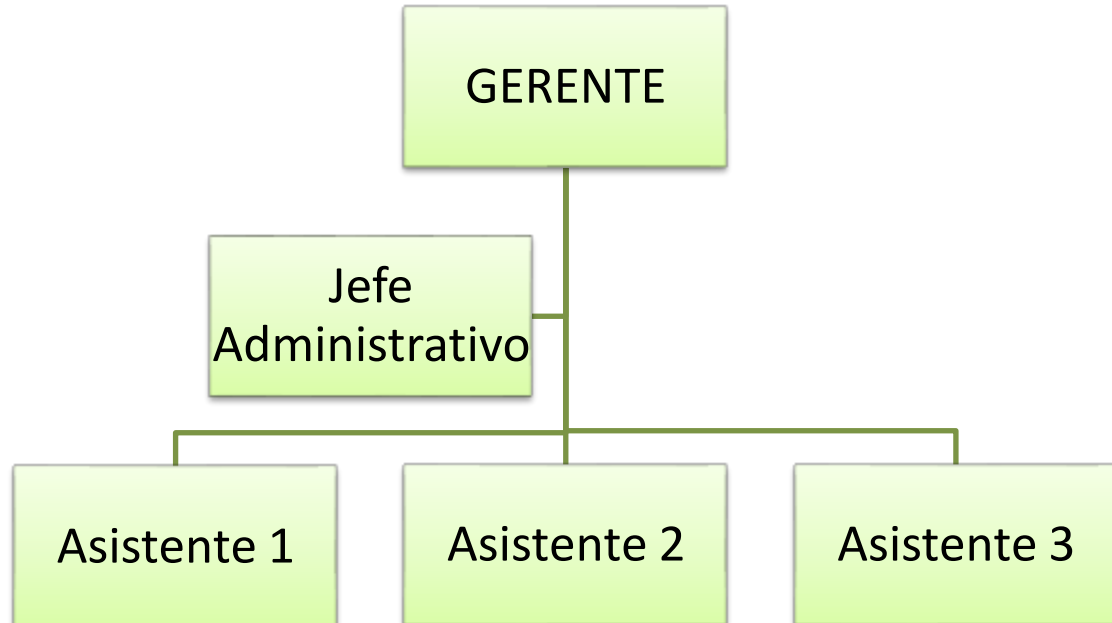 GERENTE
Jefe
Administrativo
Asistente 1
Asistente 2
Asistente 3